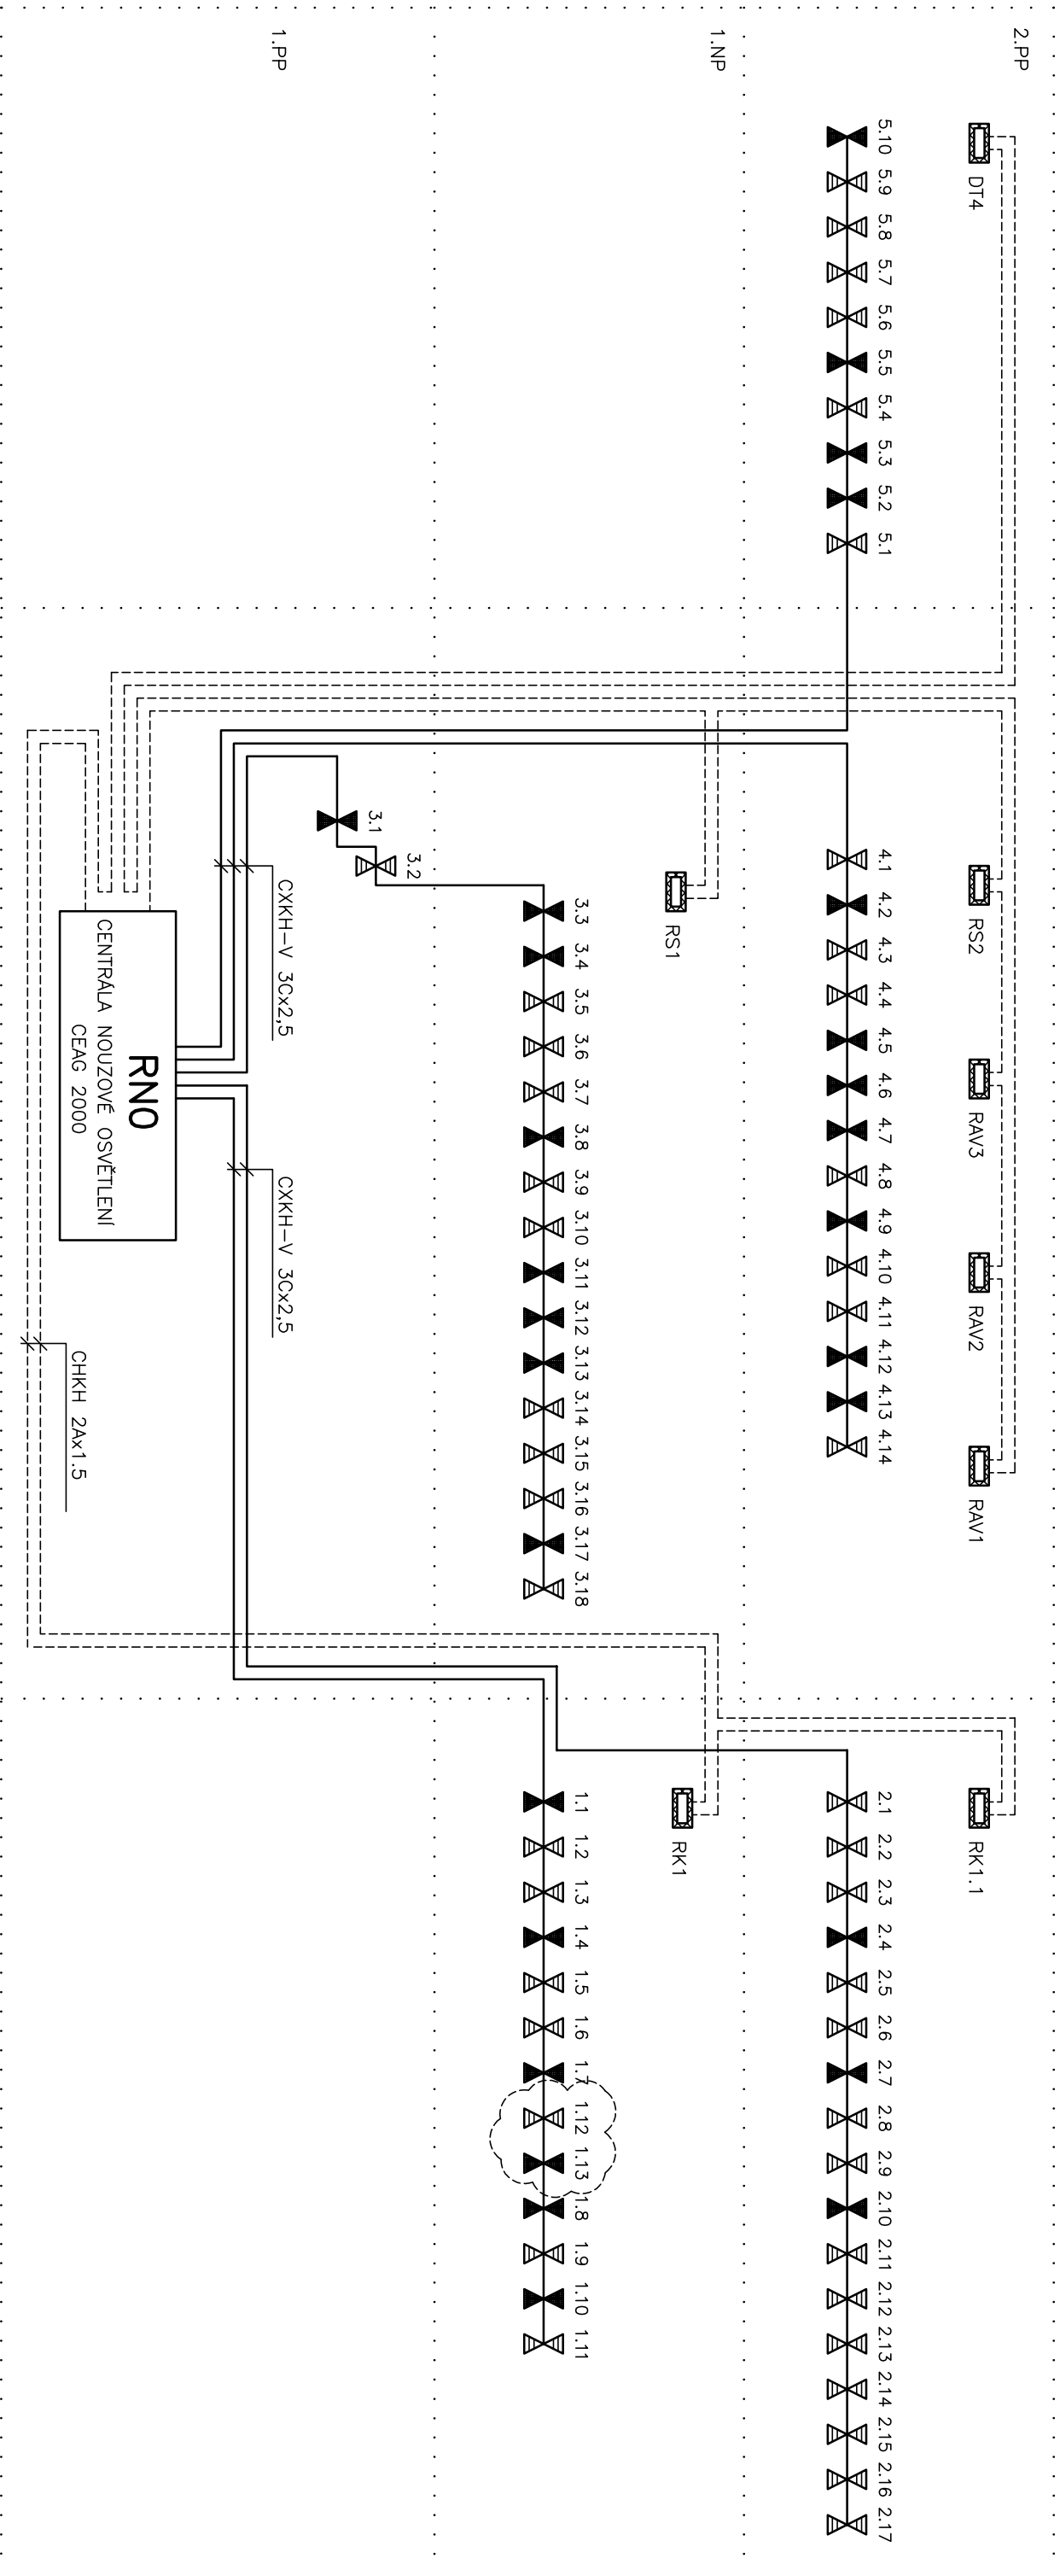 2.PP
DT4
RS2
RAV3
RAV2
RAV1
RK1.1
5.10 5.9 5.8 5.7 5.6 5.5 5.4 5.3 5.2 5.1
4.1 4.2 4.3 4.4 4.5 4.6 4.7 4.8 4.9 4.10 4.11 4.12 4.13 4.14
2.1 2.2 2.3 2.4 2.5 2.6 2.7 2.8 2.9 2.10 2.11 2.12 2.13 2.14 2.15 2.16 2.17
1.NP
RS1
RK1
3.3 3.4 3.5 3.6 3.7 3.8 3.9 3.10 3.11 3.12 3.13 3.14 3.15 3.16 3.17 3.18
1.1 1.2 1.3 1.4 1.5 1.6 1.7 1.12 1.13 1.8 1.9 1.10 1.11
3.2
3.1
1.PP
CXKH-V 3Cx2,5
CXKH-V 3Cx2,5
RNO
CENTRÁLA NOUZOVÉ OSVĚTLENÍ
CEAG 2000
CHKH 2Ax1.5